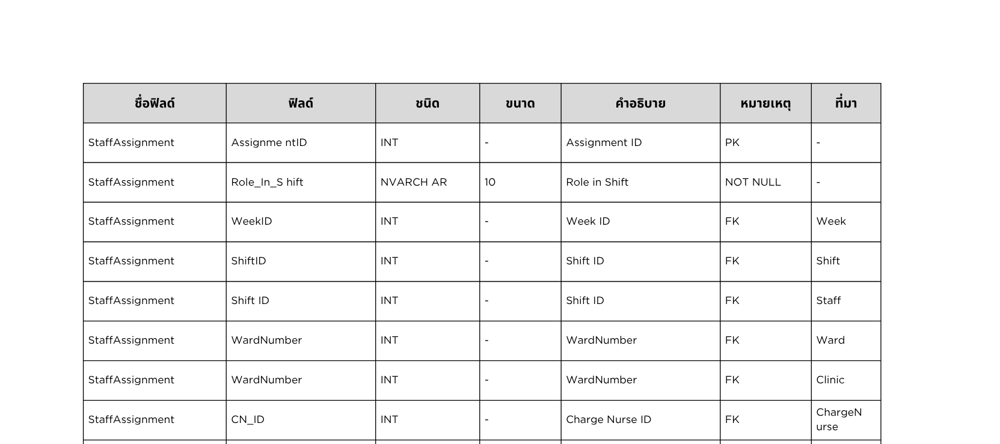 ชื่อฟิลด์ ฟิลด์ ชนิด ขนาด คำอธิบาย หมายเหตุ ที่มา
StaffAssignment Assignme ntID INT - Assignment ID PK -
StaffAssignment Role_In_S hift NVARCH AR 10 Role in Shift NOT NULL -
StaffAssignment WeekID INT - Week ID FK Week
StaffAssignment ShiftID INT - Shift ID FK Shift
StaffAssignment Shift ID INT - Shift ID FK Staff
StaffAssignment WardNumber INT - WardNumber FK Ward
StaffAssignment WardNumber INT - WardNumber FK Clinic
StaffAssignment CN_ID INT - Charge Nurse ID FK ChargeN
urse